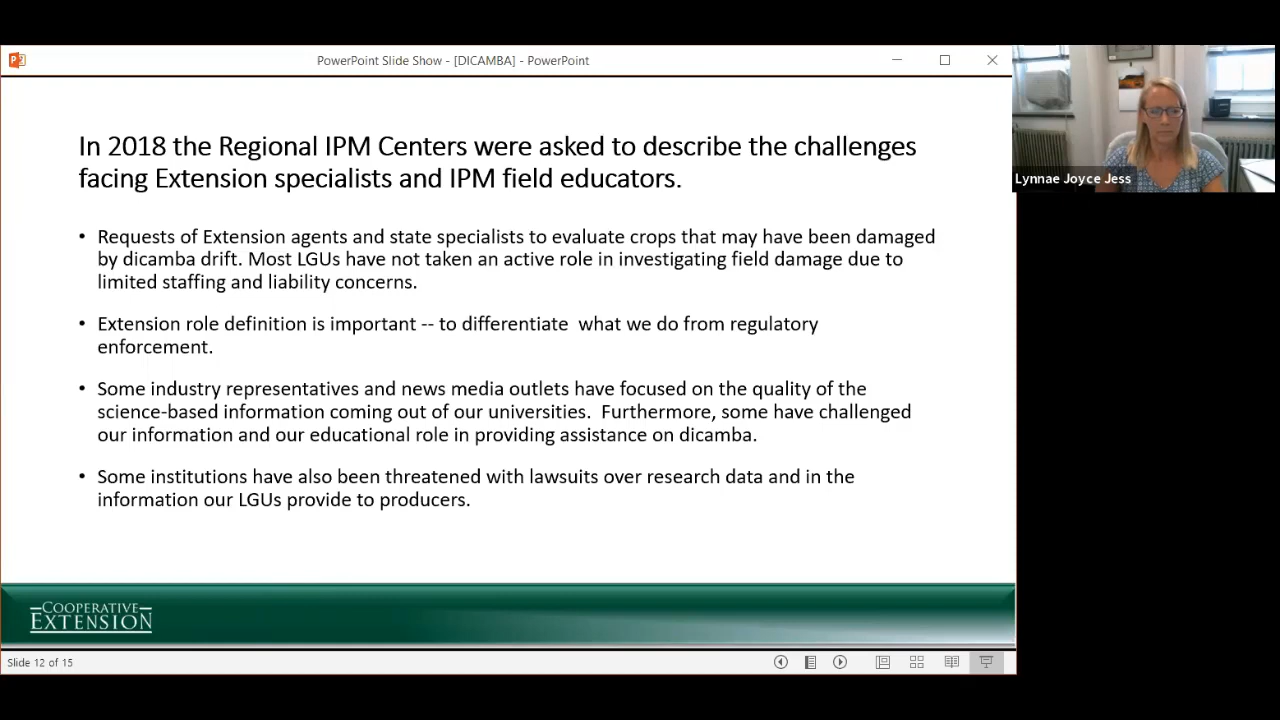 PowerPoint Slide Show - [DICAMBA] - PowerPoint
In 2018 the Regional IPM Centers were asked to describe the challenges
facing Extension specialists and IPM field educators.
• Requests of Extension agents and state specialists to evaluate crops that may have been damaged
by dicamba drift. Most LGUs have not taken an active role in investigating field damage due to
limited staffing and liability concerns.
• Extension role definition is important -- to differentiate  what we do from regulatory
enforcement.
• Some industry representatives and news media outlets have focused on the quality of the
science-based information coming out of our universities.  Furthermore, some have challenged
our information and our educational role in providing assistance on dicamba.
• Some institutions have also been threatened with lawsuits over research data and in the
information our LGUs provide to producers.
COOPERATIVE
EXTENSION
Slide 12 of 15
Lynnae Joyce Jess